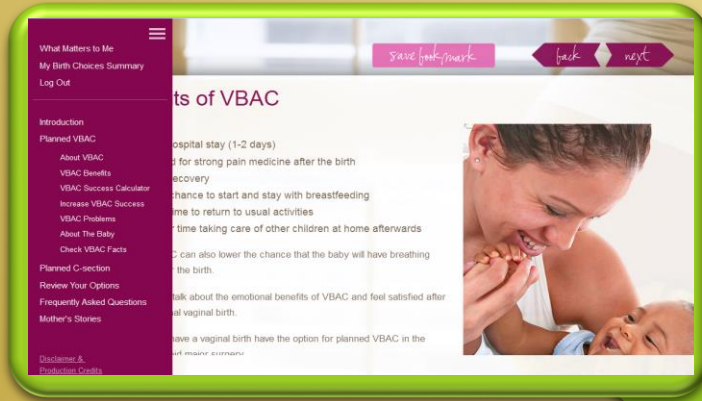 What Matters to Me
My Birth Choices Summary
Log Out
Introduction
Planned VBAC
About VBAC
VBAC Benefits
VBAC Success Calculator
Increase VBAC Success
VBAC Problems
About The Baby
Check VBAC Facts
Planned C-section
Review Your Options
Frequently Asked Questions
Mother's Stories
Disclaimer &
Production Credits
save bookmark
back
next
ts of VBAC
ospital stay (1-2 days)
d for strong pain medicine after the birth
ecovery
chance to start and stay with breastfeeding
ime to return to usual activities
time taking care of other children at home afterwards
C can also lower the chance that the baby will have breathing
the birth.
talk about the emotional benefits of VBAC and feel satisfied after
al vaginal birth.
have a vaginal birth have the option for planned VBAC in the
id major surgery